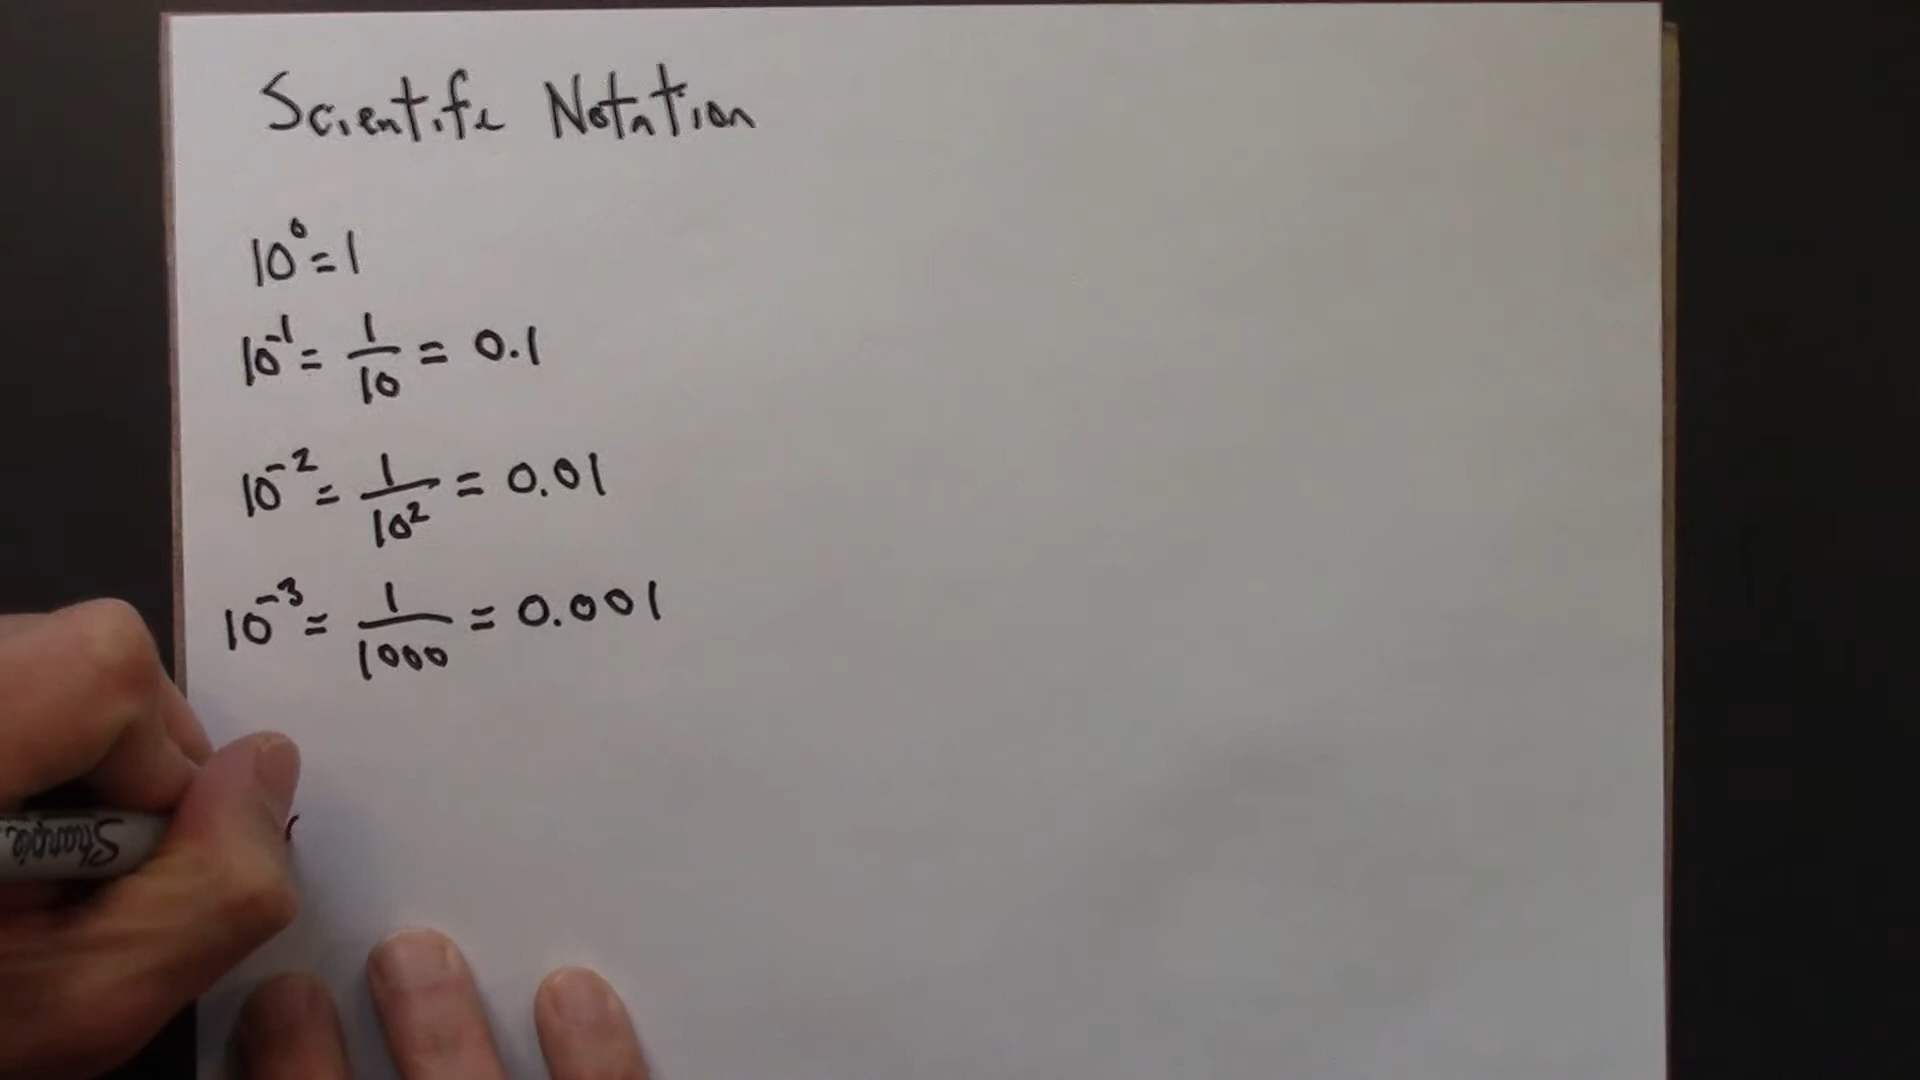 Scientific Notation
10⁰ = 1
10⁻¹ = 1/10 = 0.1
10⁻² = 1/10² = 0.01
10⁻³ = 1/1000 = 0.001
Sharpie